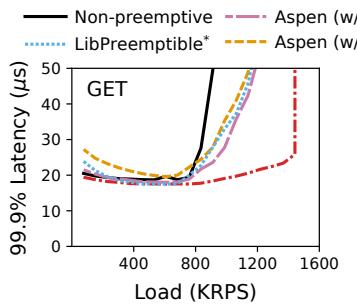 Non-preemptive
Aspen (w/
LibPreemptible*
Aspen (w/
99.9% Latency (μs)
50
40
30
20
10
0
GET
400
800
1200
1600
Load (KRPS)